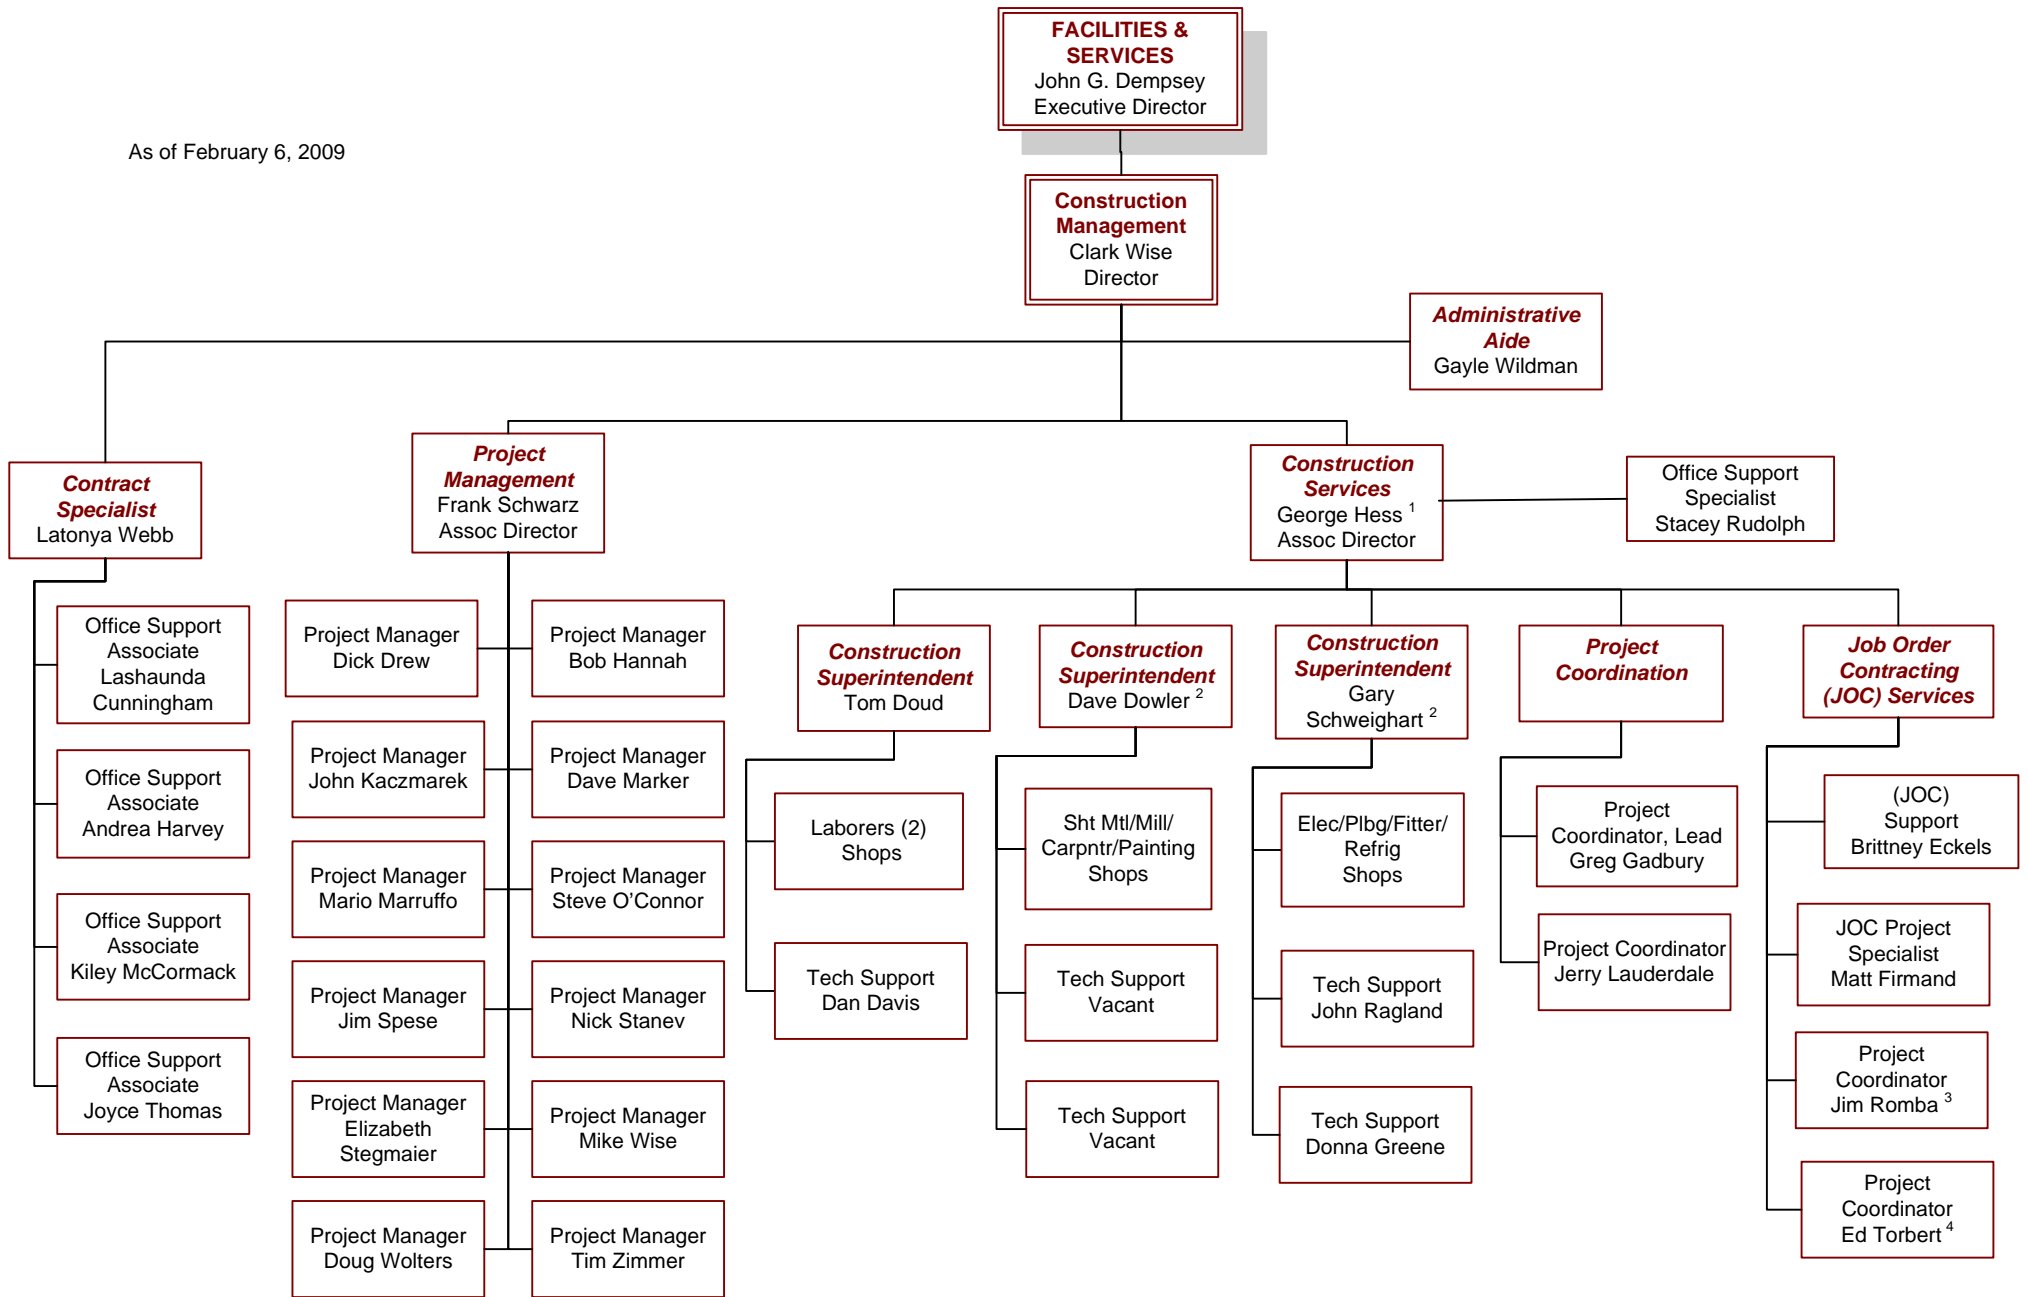 FACILITIES &
SERVICES
John G. Dempsey
Executive Director
As of February 6, 2009
Construction
Management
Clark Wise
Director
Administrative
Aide
Gayle Wildman
Contract
Specialist
Latonya Webb
Project
Management
Frank Schwarz
Assoc Director
Construction
Services
George Hess 1
Assoc Director
Office Support
Specialist
Stacey Rudolph
Office Support
Associate
Lashaunda
Cunningham
Office Support
Associate
Andrea Harvey
Office Support
Associate
Kiley McCormack
Office Support
Associate
Joyce Thomas
Project Manager
Dick Drew
Project Manager
Bob Hannah
Project Manager
John Kaczmarek
Project Manager
Dave Marker
Project Manager
Mario Marruffo
Project Manager
Steve O’Connor
Project Manager
Jim Spese
Project Manager
Nick Stanev
Project Manager
Elizabeth
Stegmaier
Project Manager
Mike Wise
Project Manager
Doug Wolters
Project Manager
Tim Zimmer
Construction
Superintendent
Tom Doud
Laborers (2)
Shops
Tech Support
Dan Davis
Construction
Superintendent
Dave Dowler 2
Sht Mtl/Mill/
Carpntr/Painting
Shops
Tech Support
Vacant
Tech Support
Vacant
Construction
Superintendent
Gary
Schweighart 2
Elec/Plbg/Fitter/
Refrig
Shops
Tech Support
John Ragland
Tech Support
Donna Greene
Project
Coordination
Project
Coordinator, Lead
Greg Gadbury
Project Coordinator
Jerry Lauderdale
Job Order
Contracting
(JOC) Services
(JOC)
Support
Brittney Eckels
JOC Project
Specialist
Matt Firmand
Project
Coordinator
Jim Romba 3
Project
Coordinator
Ed Torbert 4